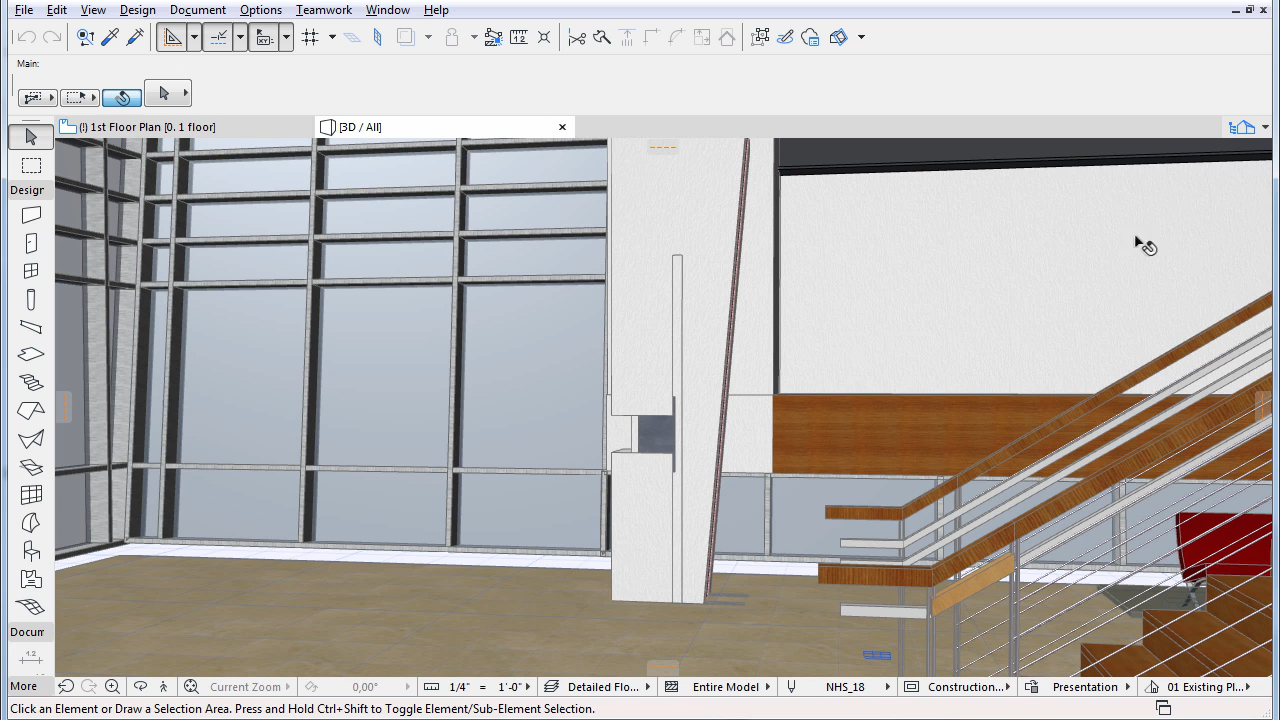 File Edit View Design Document Options Teamwork Window Help
Main:
(!) 1st Floor Plan [0. 1 floor] [3D / All]
Design
Docum
1.2
More Current Zoom 0,00° 1/4" = 1'-0" Detailed Flo... Entire Model NHS_18 Construction... Presentation 01 Existing Pl...
Click an Element or Draw a Selection Area. Press and Hold Ctrl+Shift to Toggle Element/Sub-Element Selection.